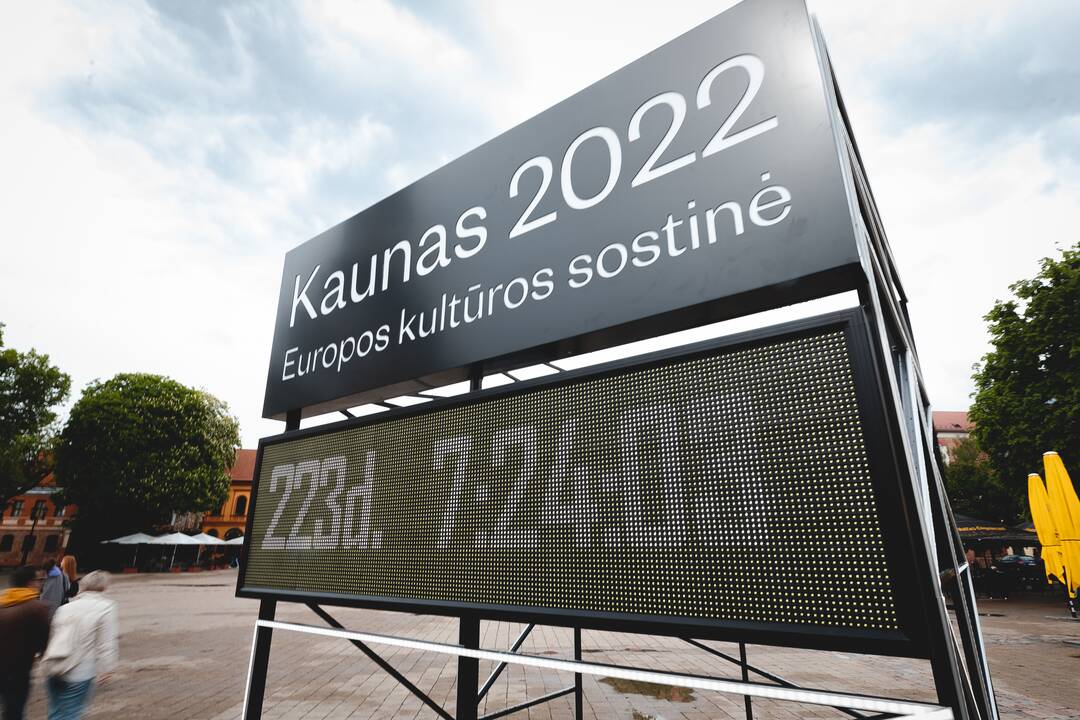 Kaunas 2022
Europos kultūros sostinė
223d.